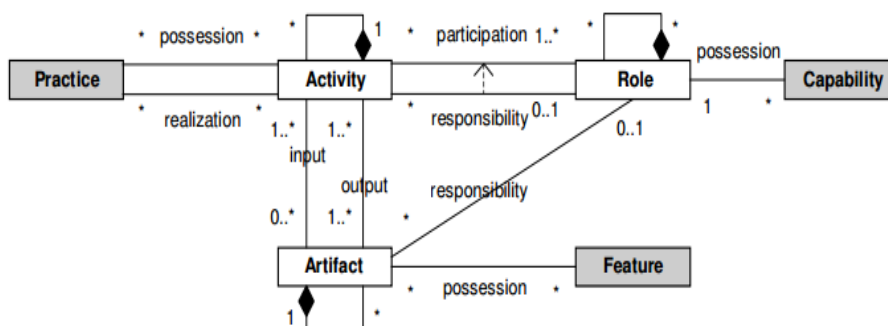 * 1 * *
* possession * * participation 1..* possession
Practice Activity Role Capability
* realization * * responsibility 0..1 1 *
1..* 1..* 0..1
input
output responsibility
0..* 1..* *
Artifact Feature
* possession *
1 *